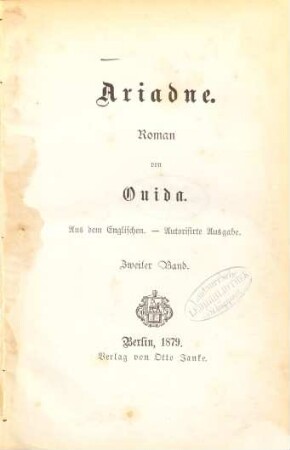 Ariadne.
Roman
von
Ouida.
Aus dem Englischen. — Autorisirte Ausgabe.
Zweiter Band.
Berlin, 1879.
Verlag von Otto Janke.